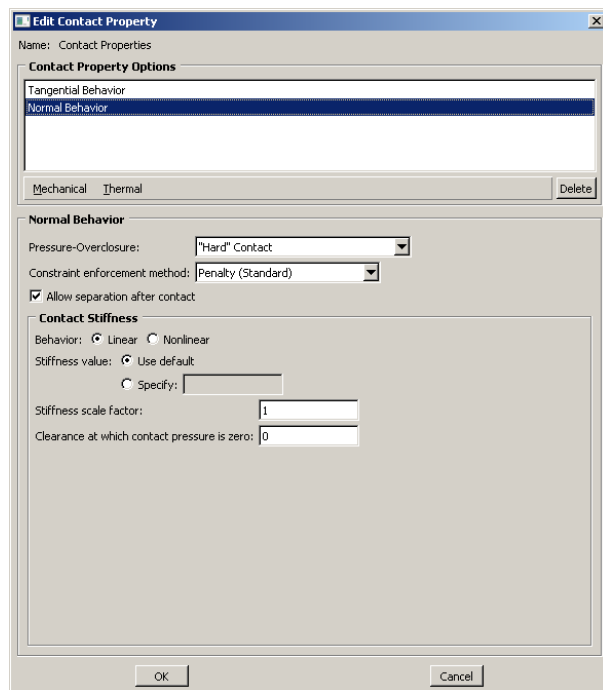 Edit Contact Property
Name: Contact Properties
Contact Property Options
Tangential Behavior
Normal Behavior
Mechanical Thermal Delete
Normal Behavior
Pressure-Overclosure: "Hard" Contact
Constraint enforcement method: Penalty (Standard)
Allow separation after contact
Contact Stiffness
Behavior: Linear Nonlinear
Stiffness value: Use default
Specify:
Stiffness scale factor: 1
Clearance at which contact pressure is zero: 0
OK Cancel